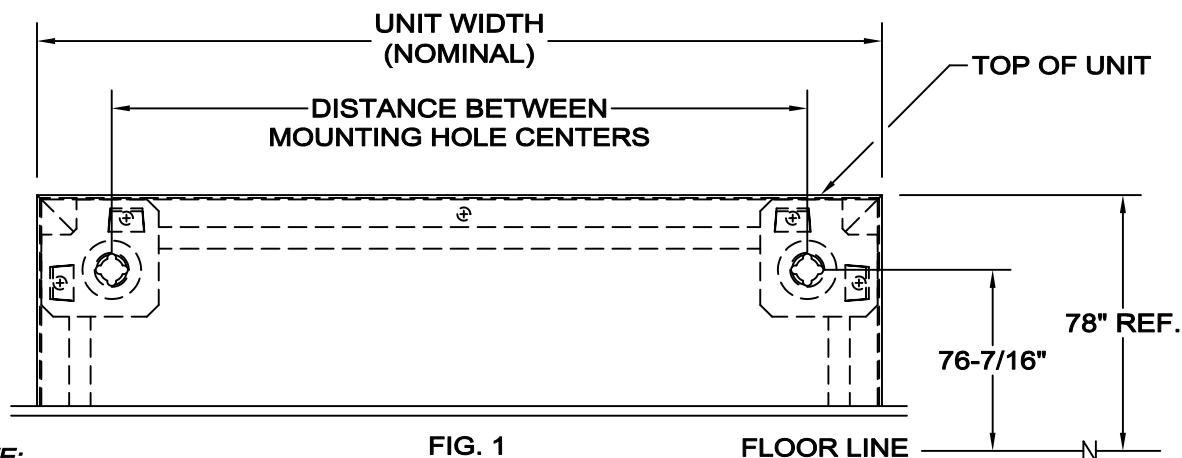 UNIT WIDTH
(NOMINAL)
TOP OF UNIT
DISTANCE BETWEEN
MOUNTING HOLE CENTERS
78" REF.
76-7/16"
FIG. 1
FLOOR LINE
N